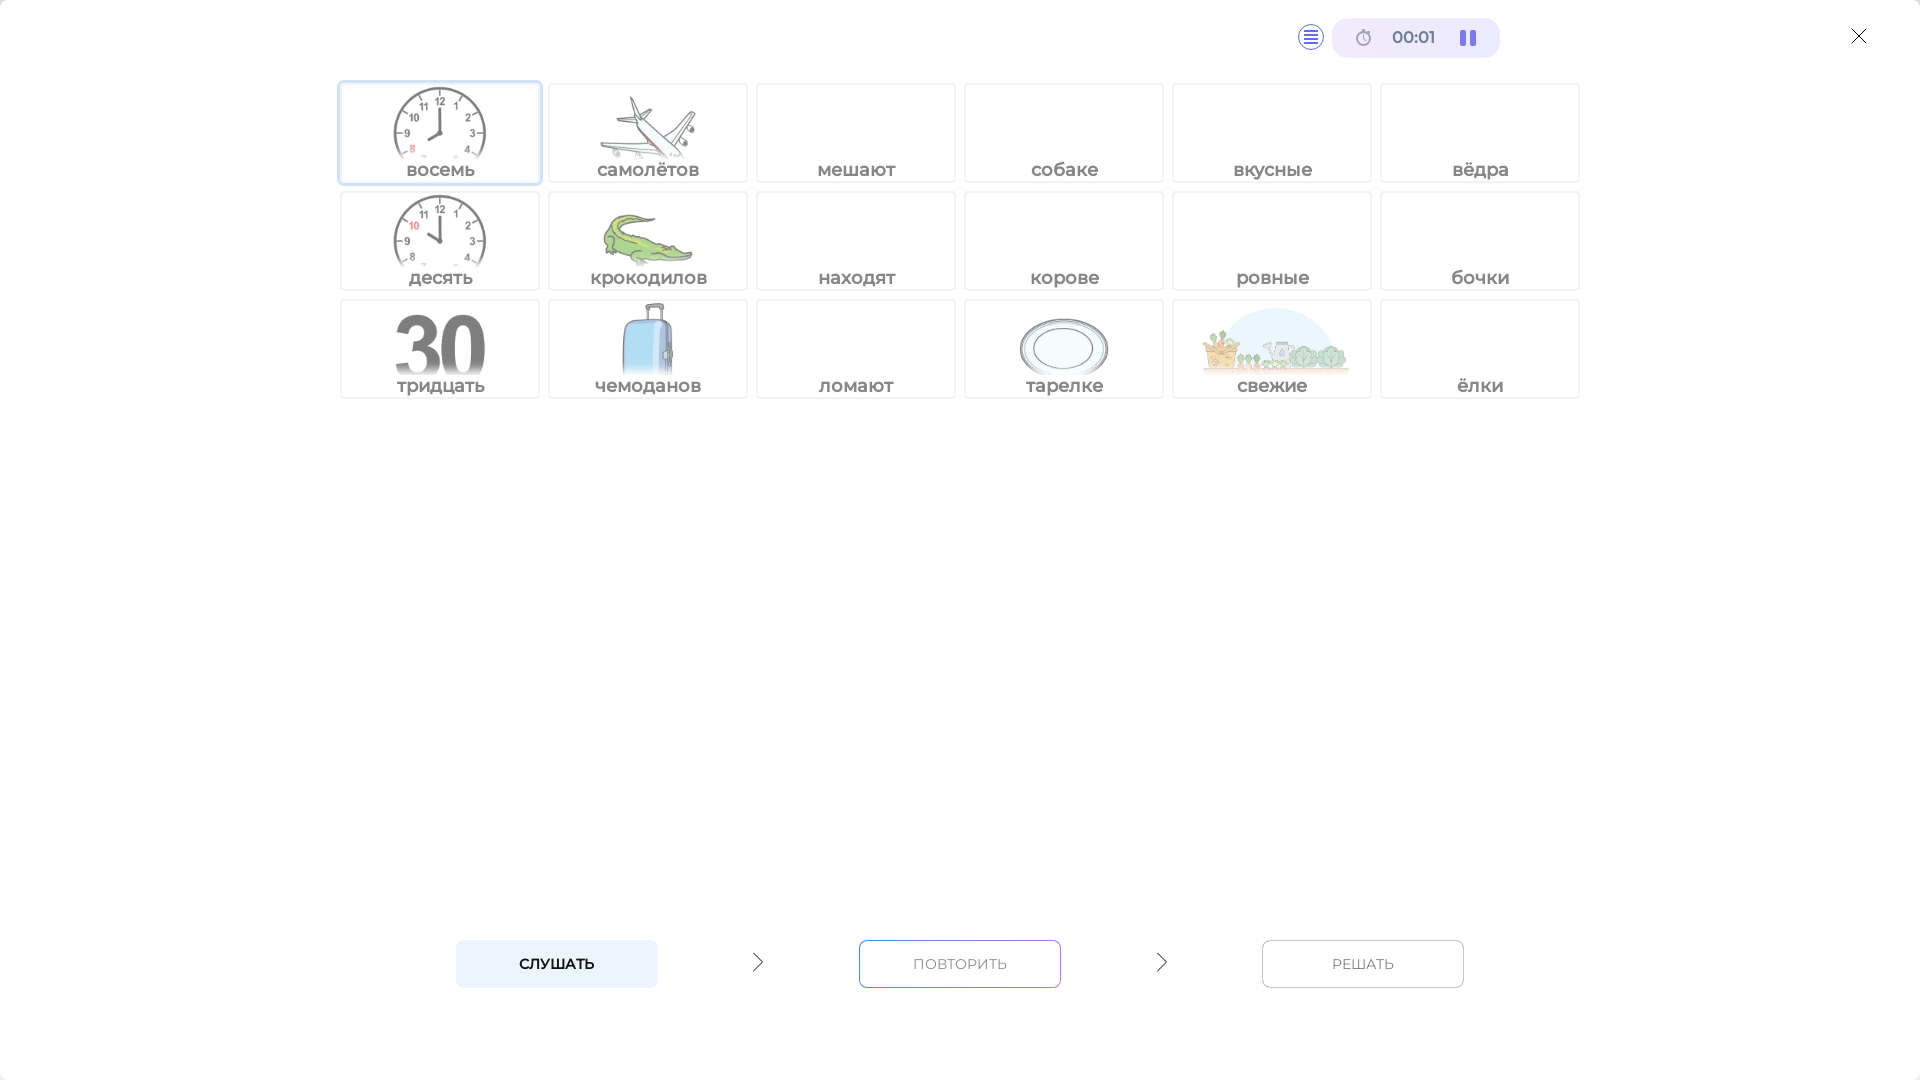 00:01
восемь самолётов мешают собаке вкусные вёдра
десять крокодилов находят корове ровные бочки
30
тридцать чемоданов ломают тарелке свежие ёлки
СЛУШАТЬ ПОВТОРИТЬ РЕШАТЬ